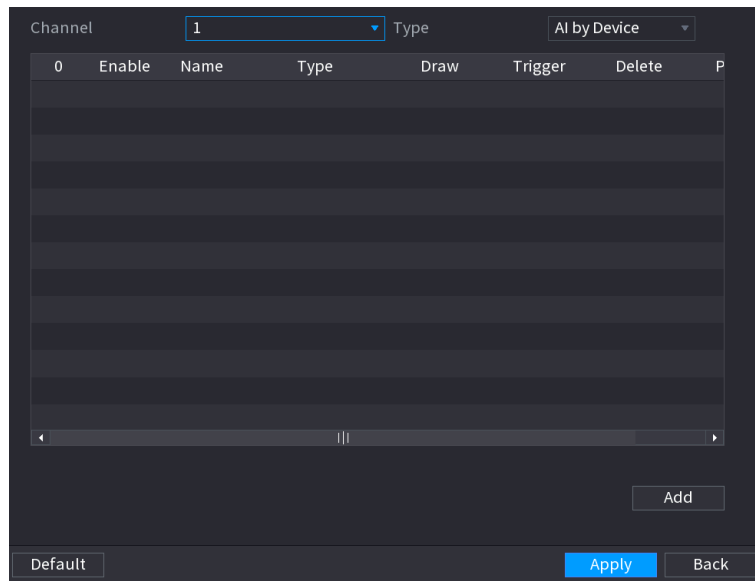 Channel 1 Type AI by Device
0 Enable Name Type Draw Trigger Delete P
Add
Default Apply Back